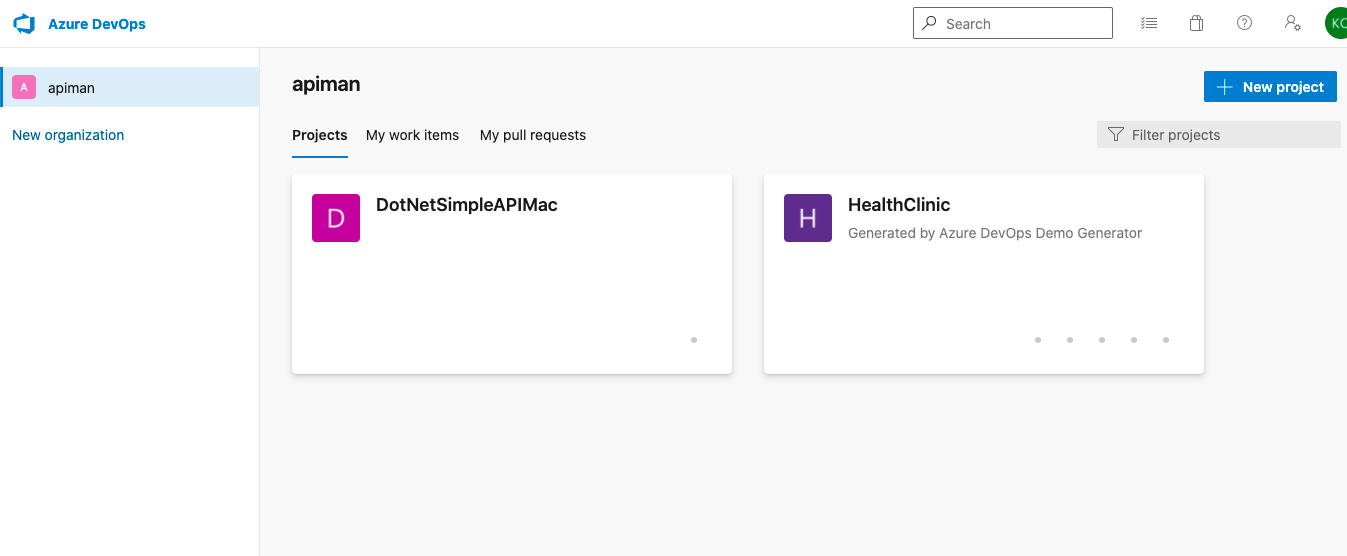 Azure DevOps
Search
KC
A
apiman
New organization
apiman
New project
Projects
My work items
My pull requests
Filter projects
D
DotNetSimpleAPIMac
H
HealthClinic
Generated by Azure DevOps Demo Generator